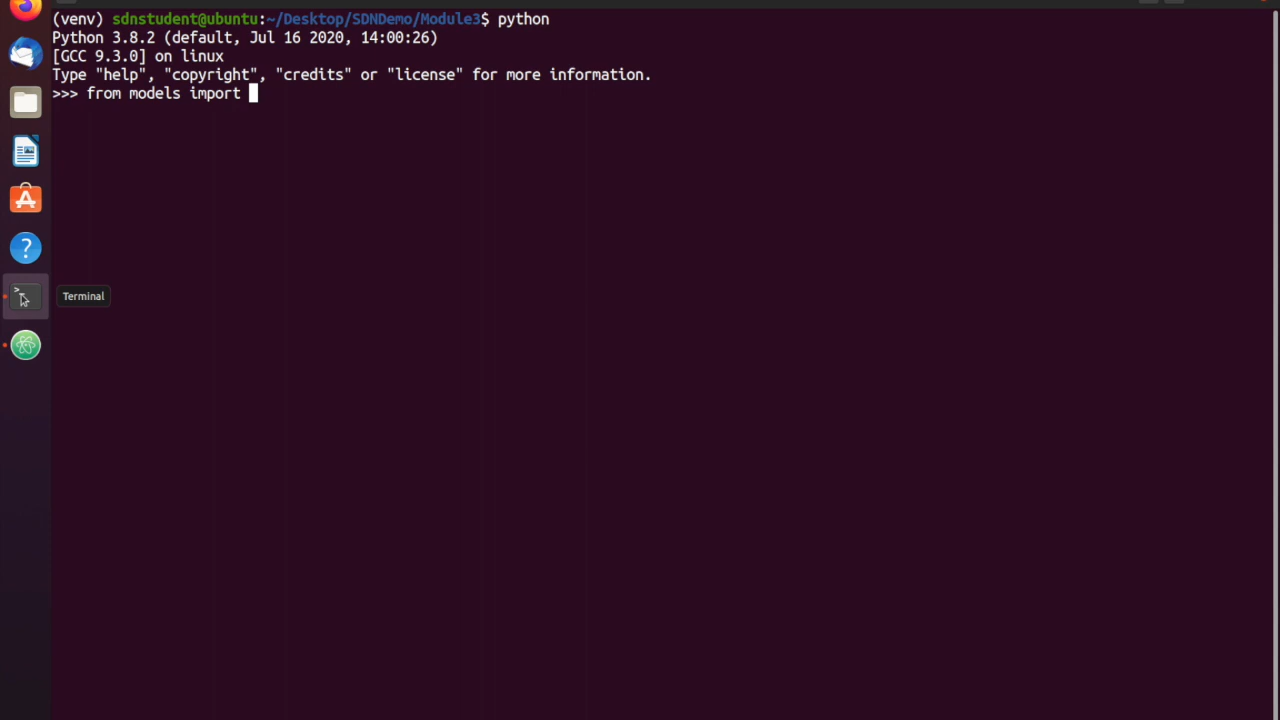 (venv) sdnstudent@ubuntu:~/Desktop/SDNDemo/Module3$ python
Python 3.8.2 (default, Jul 16 2020, 14:00:26)
[GCC 9.3.0] on linux
Type "help", "copyright", "credits" or "license" for more information.
>>> from models import
Terminal